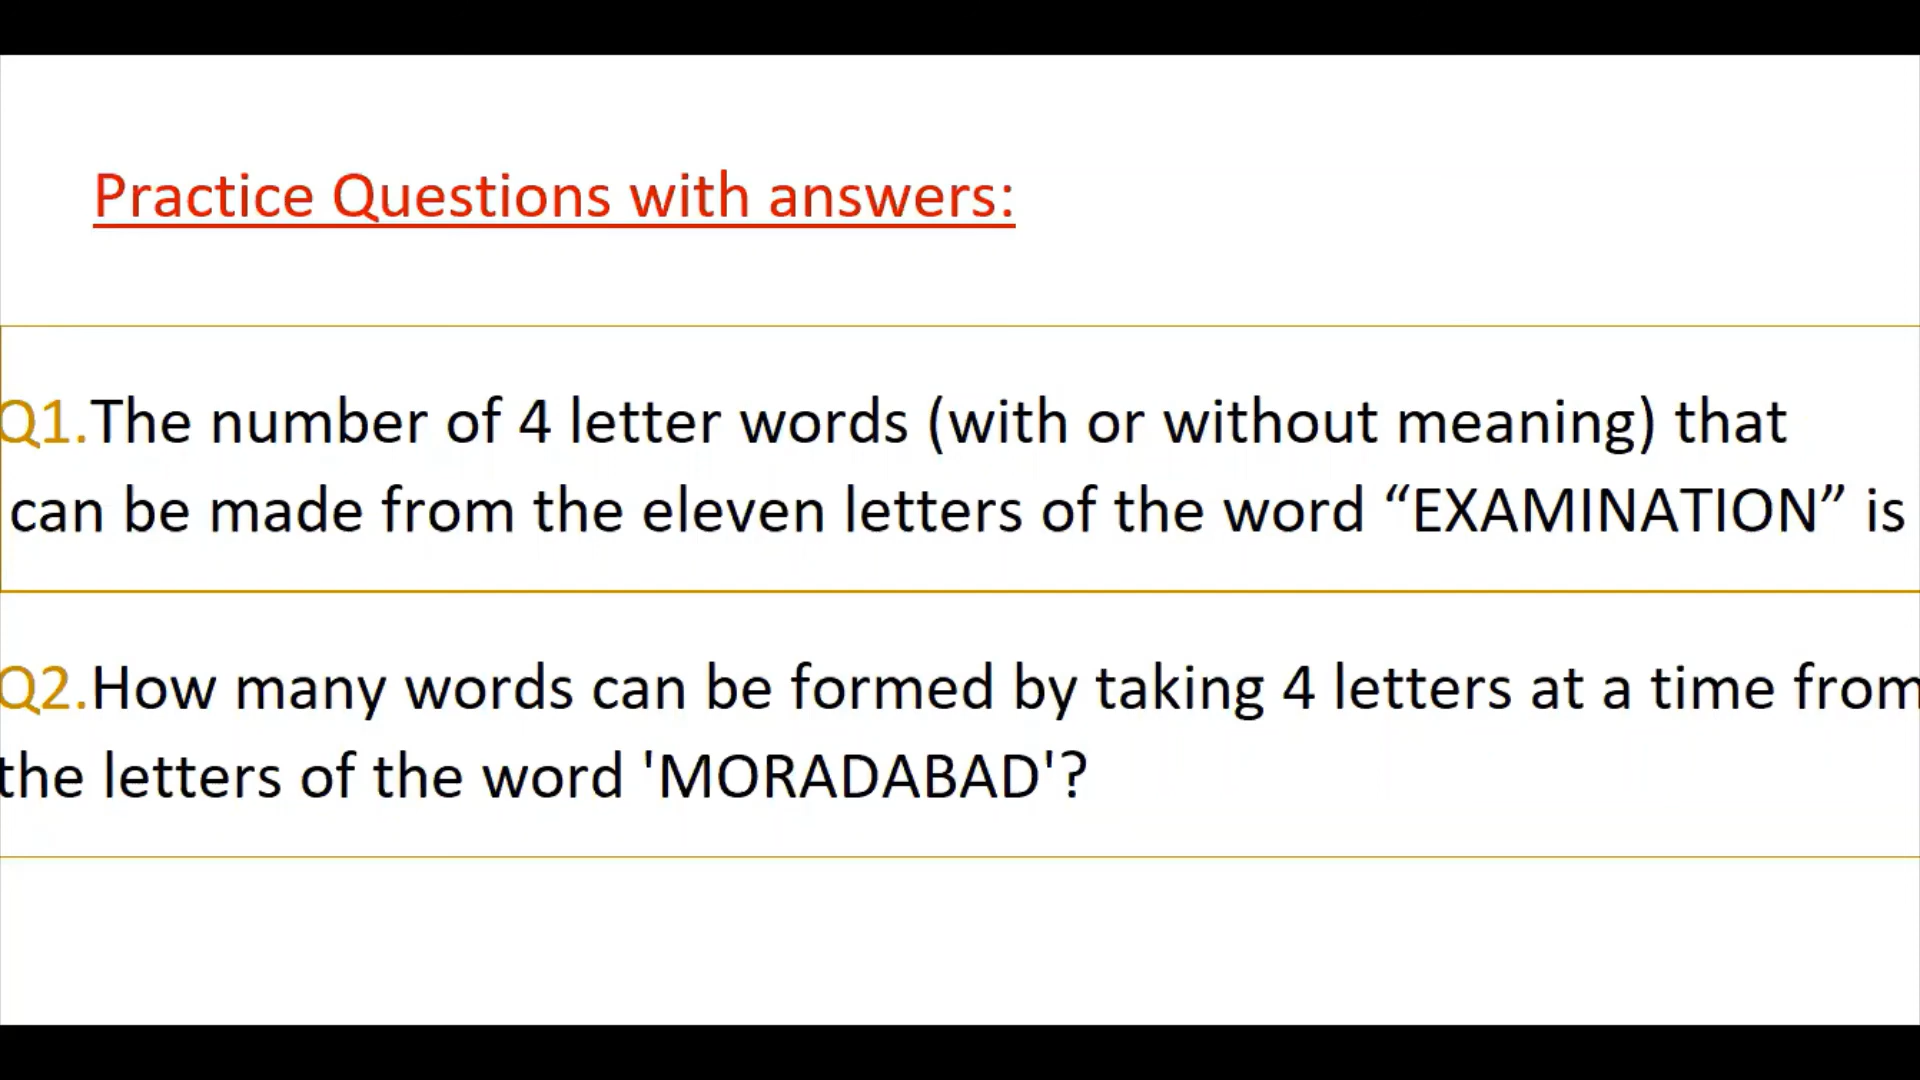 Practice Questions with answers:
Q1.The number of 4 letter words (with or without meaning) that
can be made from the eleven letters of the word “EXAMINATION” is
Q2.How many words can be formed by taking 4 letters at a time from
the letters of the word 'MORADABAD'?